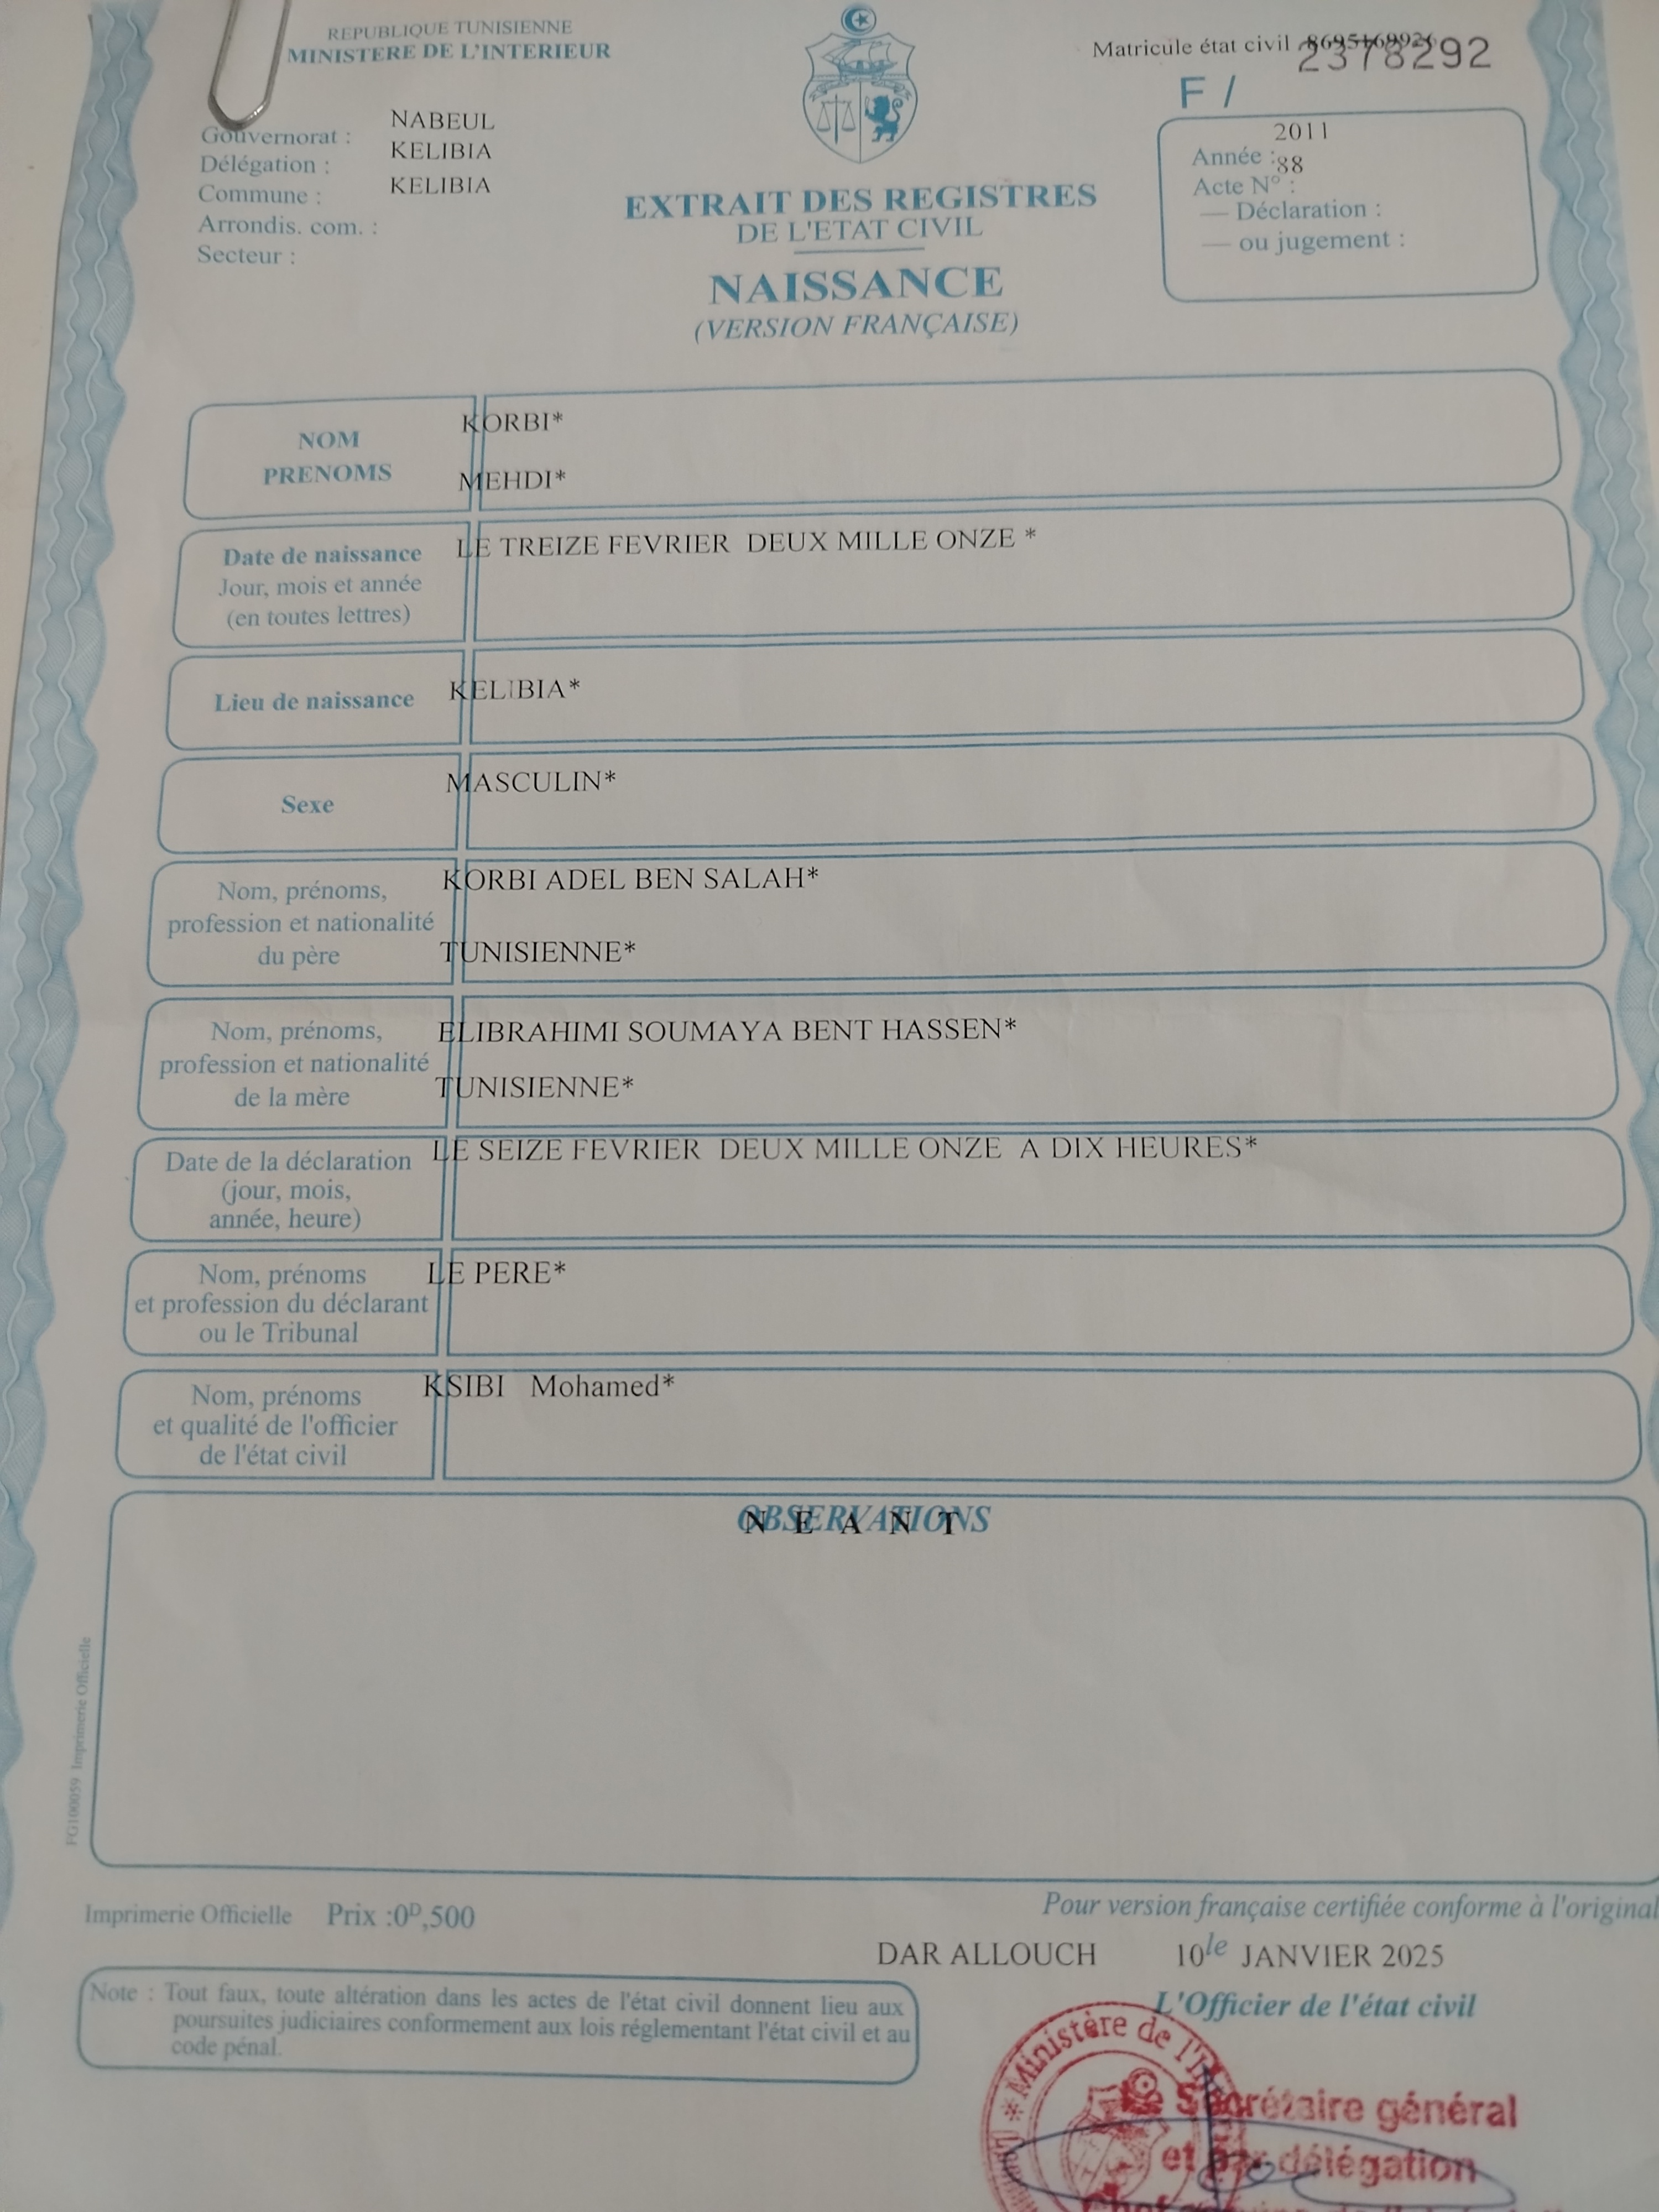 REPUBLIQUE TUNISIENNE
MINISTERE DE L'INTERIEUR
Gouvernorat : NABEUL
Délégation : KELIBIA
Commune : KELIBIA
Arrondis. com. :
Secteur :
Matricule état civil
2378292
F /
2011
Année :
88
Acte N° :
— Déclaration :
— ou jugement :
EXTRAIT DES REGISTRES
DE L'ETAT CIVIL
NAISSANCE
(VERSION FRANÇAISE)
NOM KORBI*
PRENOMS MEHDI*
Date de naissance LE TREIZE FEVRIER DEUX MILLE ONZE *
Jour, mois et année
(en toutes lettres)
Lieu de naissance KELIBIA*
Sexe MASCULIN*
Nom, prénoms, KORBI ADEL BEN SALAH*
profession et nationalité
du père TUNISIENNE*
Nom, prénoms, ELIBRAHIMI SOUMAYA BENT HASSEN*
profession et nationalité
de la mère TUNISIENNE*
Date de la déclaration LE SEIZE FEVRIER DEUX MILLE ONZE A DIX HEURES*
(jour, mois,
année, heure)
Nom, prénoms LE PERE*
et profession du déclarant
ou le Tribunal
Nom, prénoms KSIBI Mohamed*
et qualité de l'officier
de l'état civil
OBSERVATIONS
N E A N T
FG100059 Imprimerie Officielle
Imprimerie Officielle Prix :0D,500
Pour version française certifiée conforme à l'original
DAR ALLOUCH 10 le JANVIER 2025
L'Officier de l'état civil
Note : Tout faux, toute altération dans les actes de l'état civil donnent lieu aux
poursuites judiciaires conformement aux lois réglementant l'état civil et au
code pénal.
* Ministère de
Secrétaire général
et par délégation